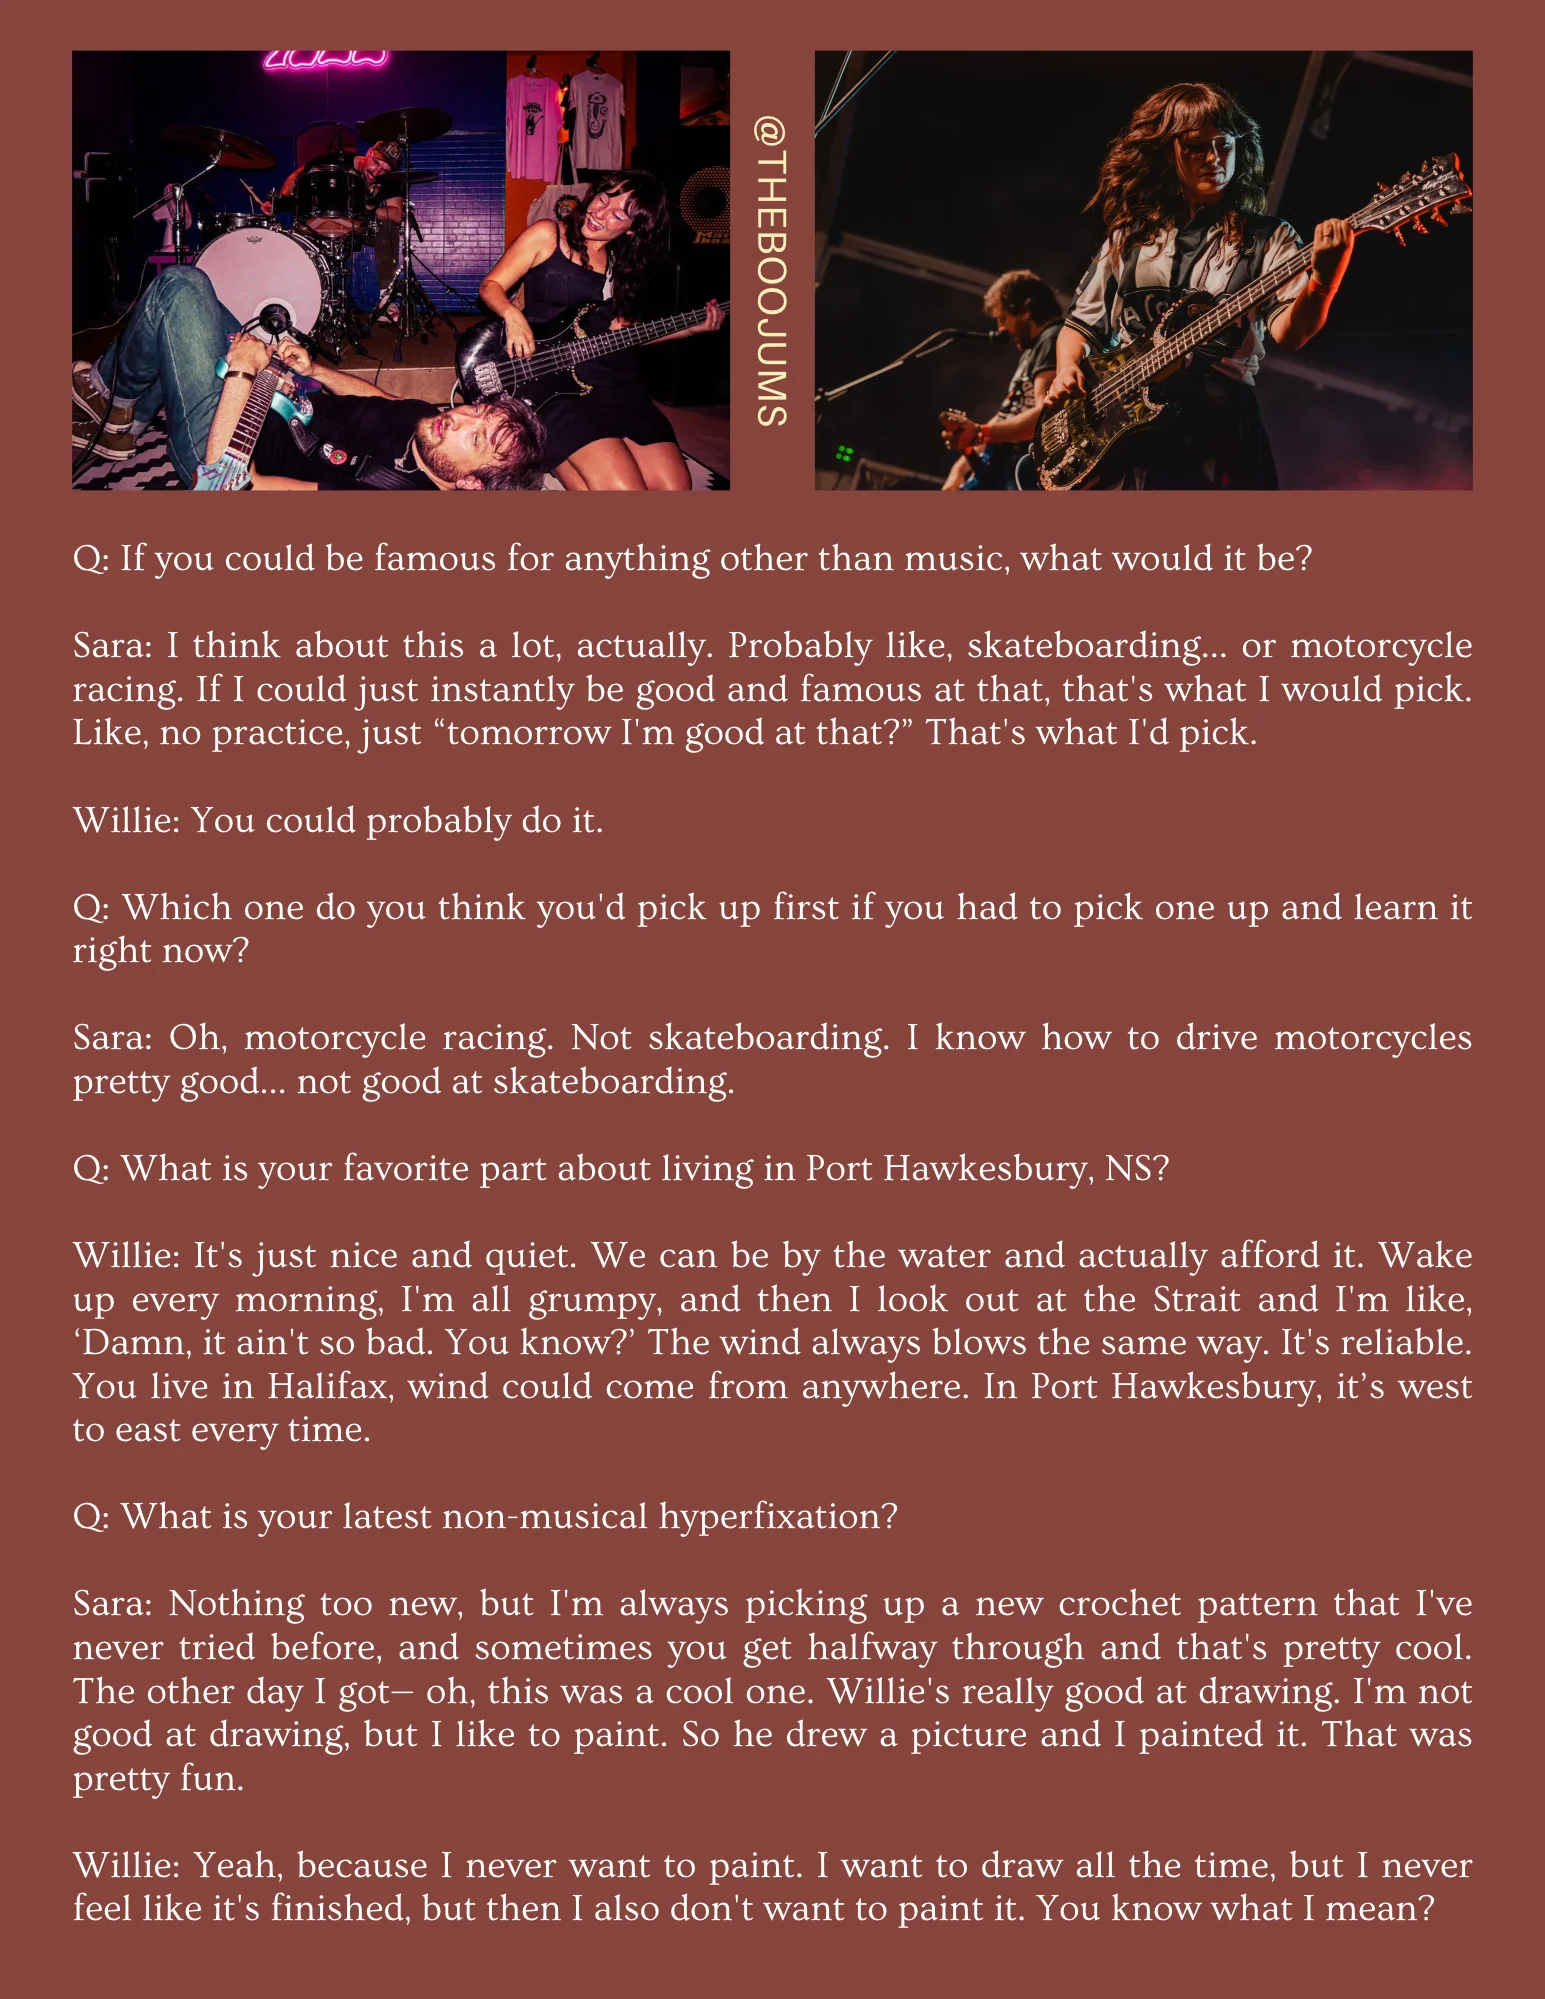 @THEBOOJUMS
Q: If you could be famous for anything other than music, what would it be?
Sara: I think about this a lot, actually. Probably like, skateboarding... or motorcycle
racing. If I could just instantly be good and famous at that, that's what I would pick.
Like, no practice, just “tomorrow I'm good at that?” That's what I'd pick.
Willie: You could probably do it.
Q: Which one do you think you'd pick up first if you had to pick one up and learn it
right now?
Sara: Oh, motorcycle racing. Not skateboarding. I know how to drive motorcycles
pretty good... not good at skateboarding.
Q: What is your favorite part about living in Port Hawkesbury, NS?
Willie: It's just nice and quiet. We can be by the water and actually afford it. Wake
up every morning, I'm all grumpy, and then I look out at the Strait and I'm like,
‘Damn, it ain't so bad. You know?’ The wind always blows the same way. It's reliable.
You live in Halifax, wind could come from anywhere. In Port Hawkesbury, it’s west
to east every time.
Q: What is your latest non-musical hyperfixation?
Sara: Nothing too new, but I'm always picking up a new crochet pattern that I've
never tried before, and sometimes you get halfway through and that's pretty cool.
The other day I got— oh, this was a cool one. Willie's really good at drawing. I'm not
good at drawing, but I like to paint. So he drew a picture and I painted it. That was
pretty fun.
Willie: Yeah, because I never want to paint. I want to draw all the time, but I never
feel like it's finished, but then I also don't want to paint it. You know what I mean?